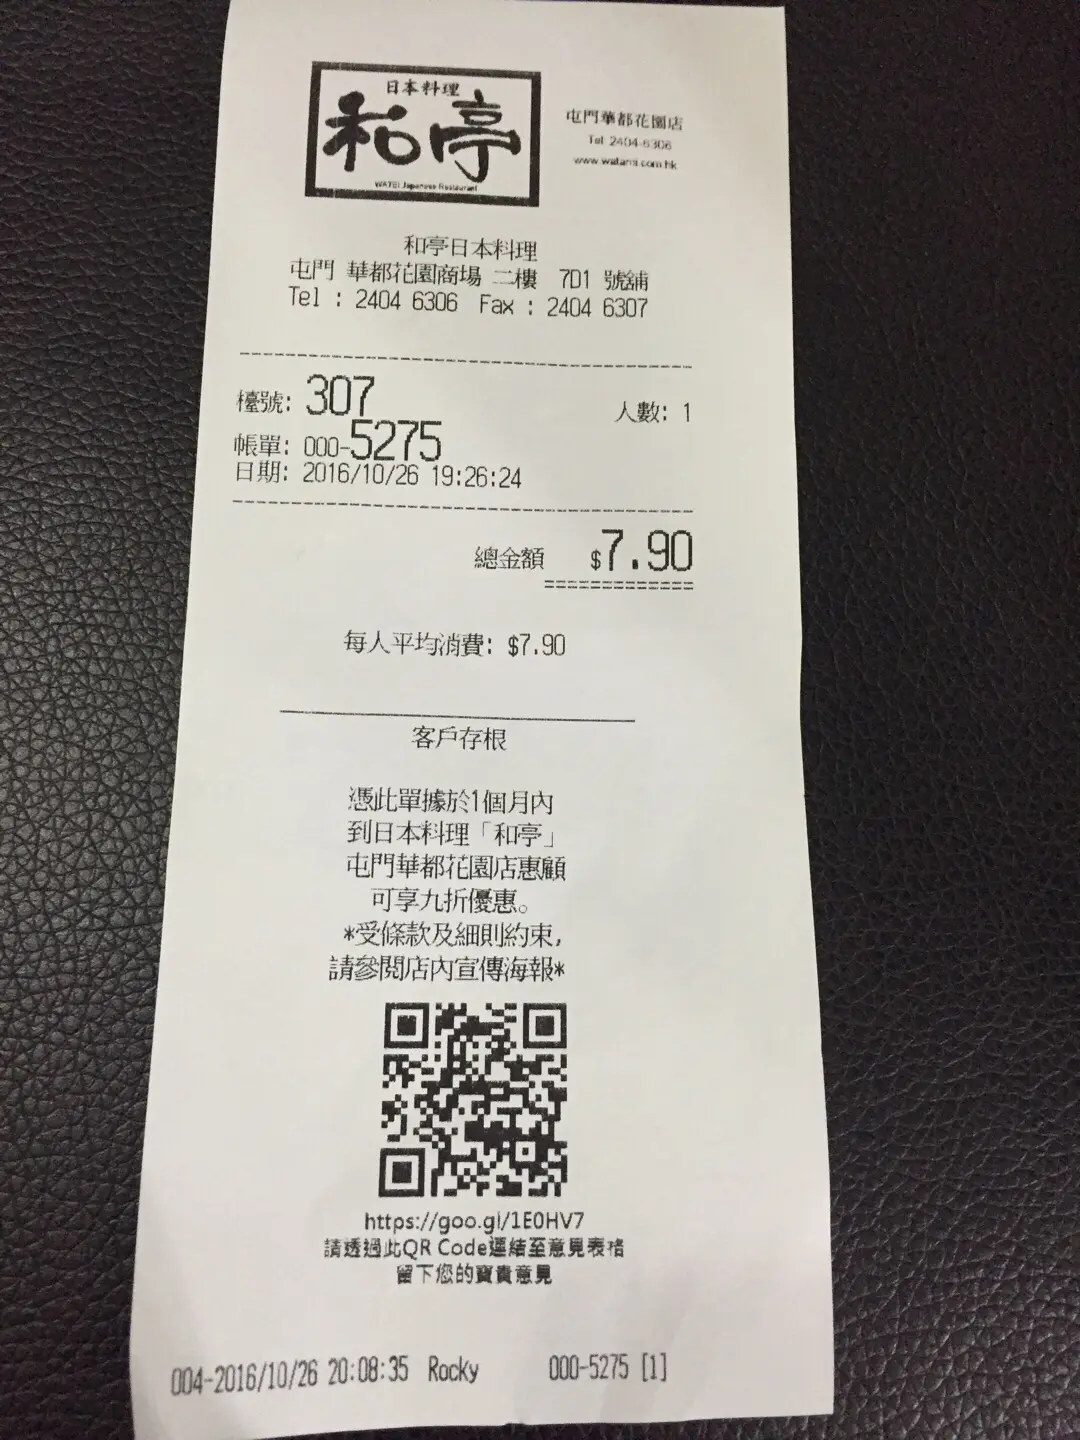 日本料理
和亭
WATEI Japanese Restaurant
屯門華都花園店
Tel 2404-6306
www.watami.com.hk
和亭日本料理
屯門 華都花園商場 二樓 7D1 號舖
Tel : 2404 6306 Fax : 2404 6307
檯號: 307 人數: 1
帳單: 000-5275
日期: 2016/10/26 19:26:24
總金額 $7.90
每人平均消費: $7.90
客戶存根
憑此單據於1個月內
到日本料理「和亭」
屯門華都花園店惠顧
可享九折優惠。
*受條款及細則約束,
請參閱店內宣傳海報*
https://goo.gl/1E0HV7
請透過此QR Code連結至意見表格
留下您的寶貴意見
004-2016/10/26 20:08:35 Rocky 000-5275 [1]